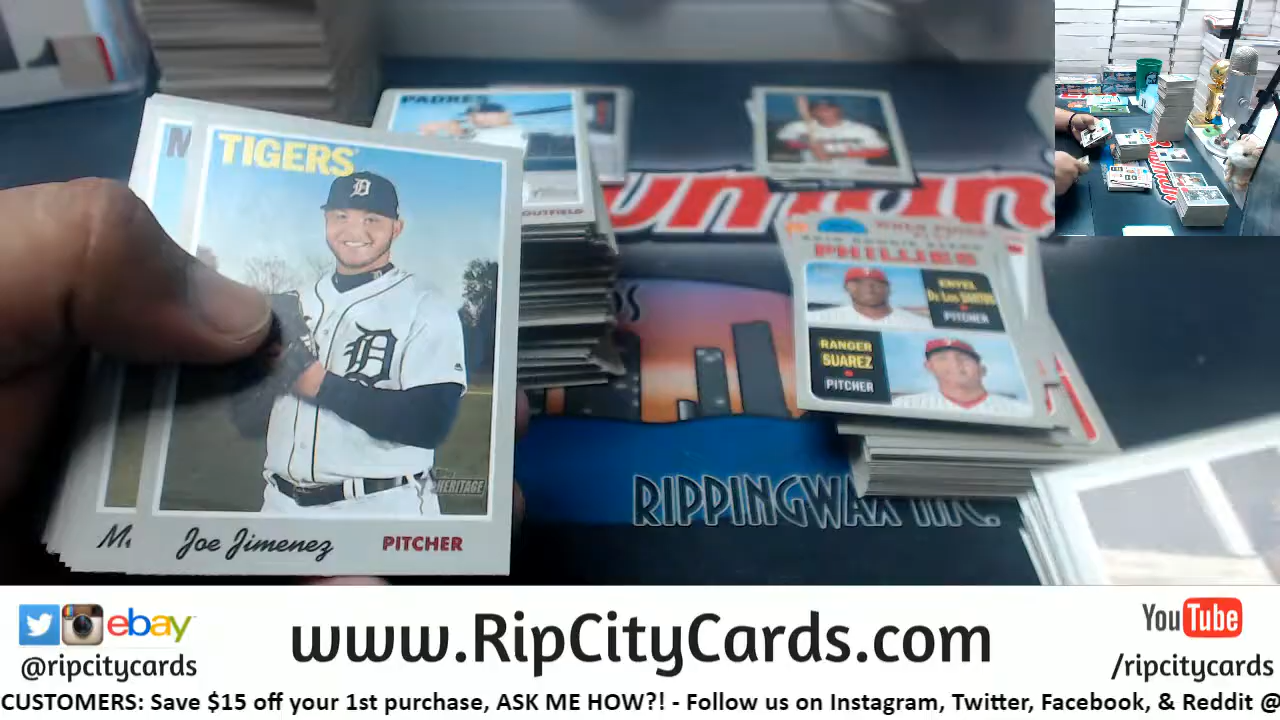 TIGERS
D
D
TOPPS HERITAGE
Joe Jimenez
PITCHER
M
M
PADRES
OUTFIELD
PHILLIES
ENYEL
De Los SANTOS
PITCHER
RANGER
SUAREZ
PITCHER
RIPPINGWAX INC.
ebay
@ripcitycards
www.RipCityCards.com
YouTube
/ripcitycards
CUSTOMERS: Save $15 off your 1st purchase, ASK ME HOW?! - Follow us on Instagram, Twitter, Facebook, & Reddit @